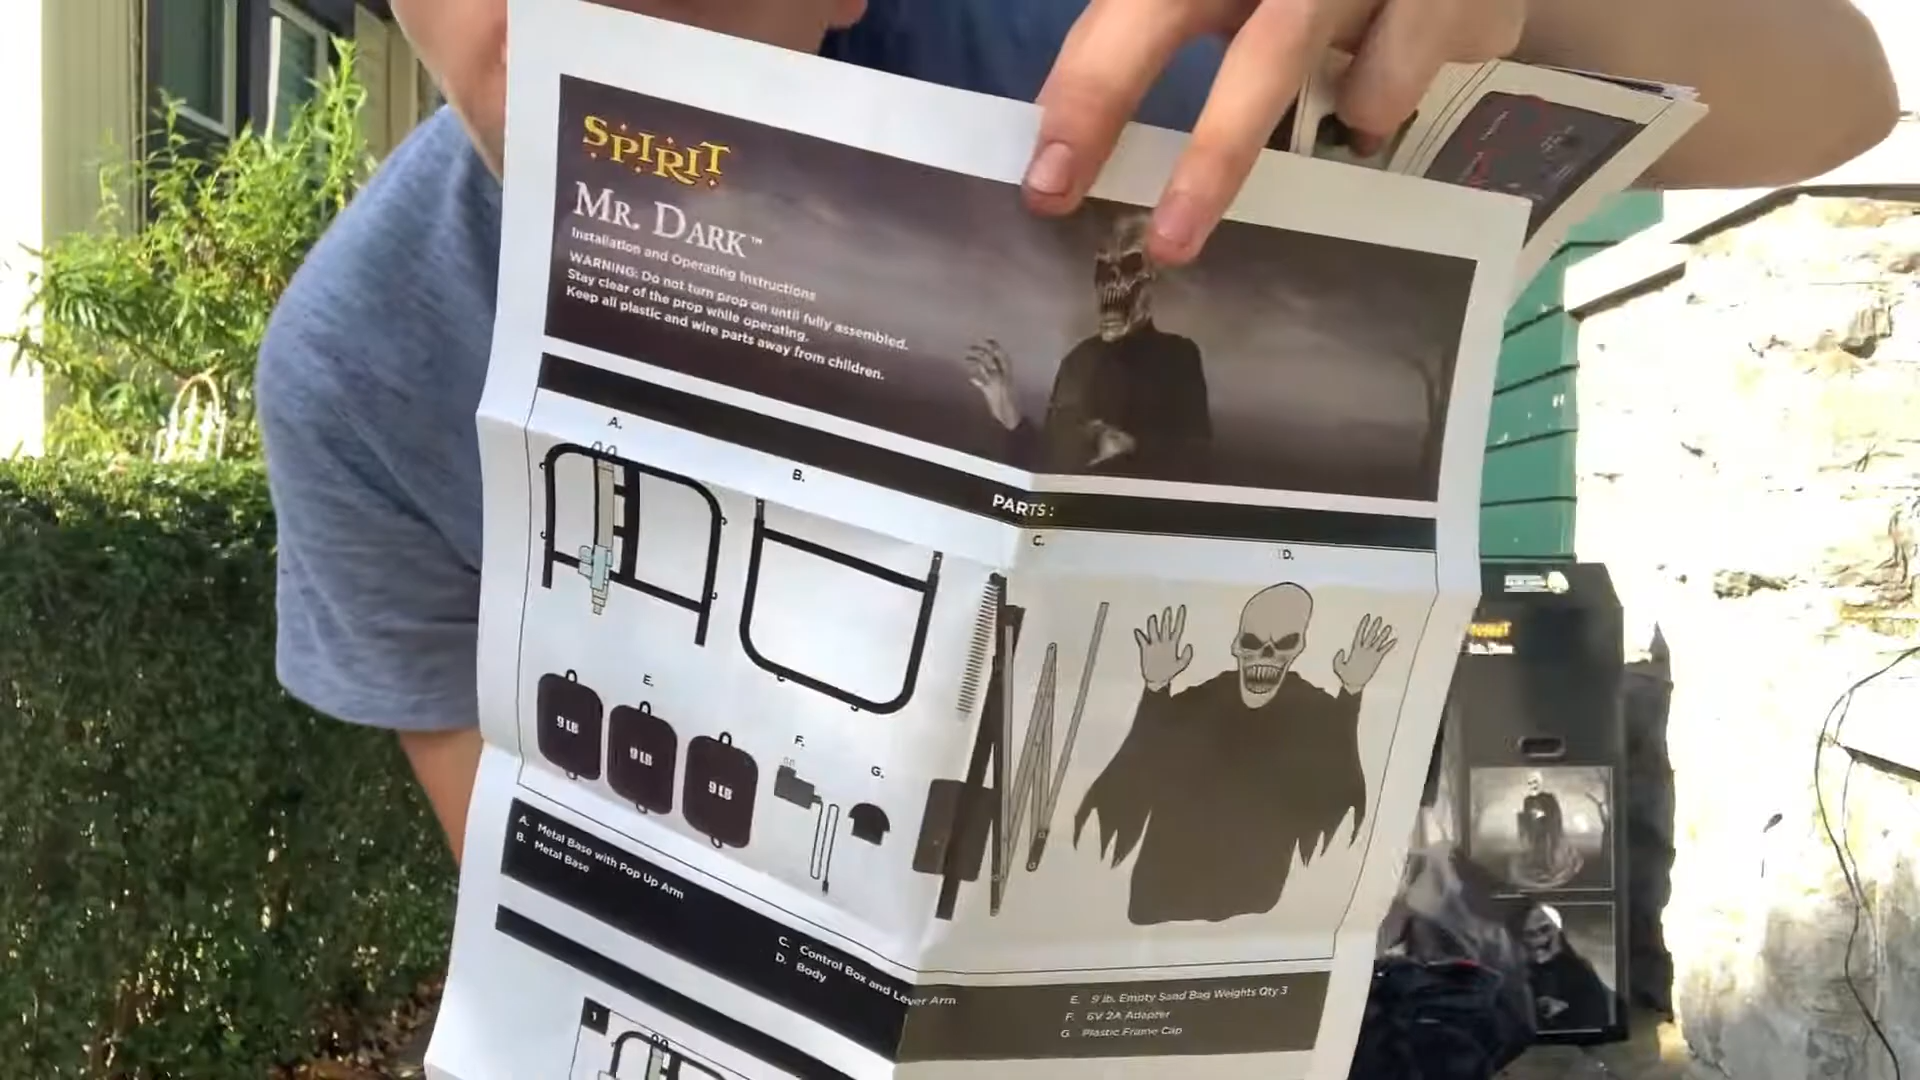 SPIRIT
MR. DARK™
Installation and Operating Instructions
WARNING: Do not turn prop on until fully assembled.
Stay clear of the prop while operating.
Keep all plastic and wire parts away from children.
PARTS:
A.
B.
C.
D.
E.
9 LB
9 LB
9 LB
F.
G.
A. Metal Base with Pop Up Arm
B. Metal Base
C. Control Box and Lever Arm
D. Body
E. 9 lb. Empty Sand Bag Weights Qty 3
F. 6V 2A Adapter
G. Plastic Frame Cap
1